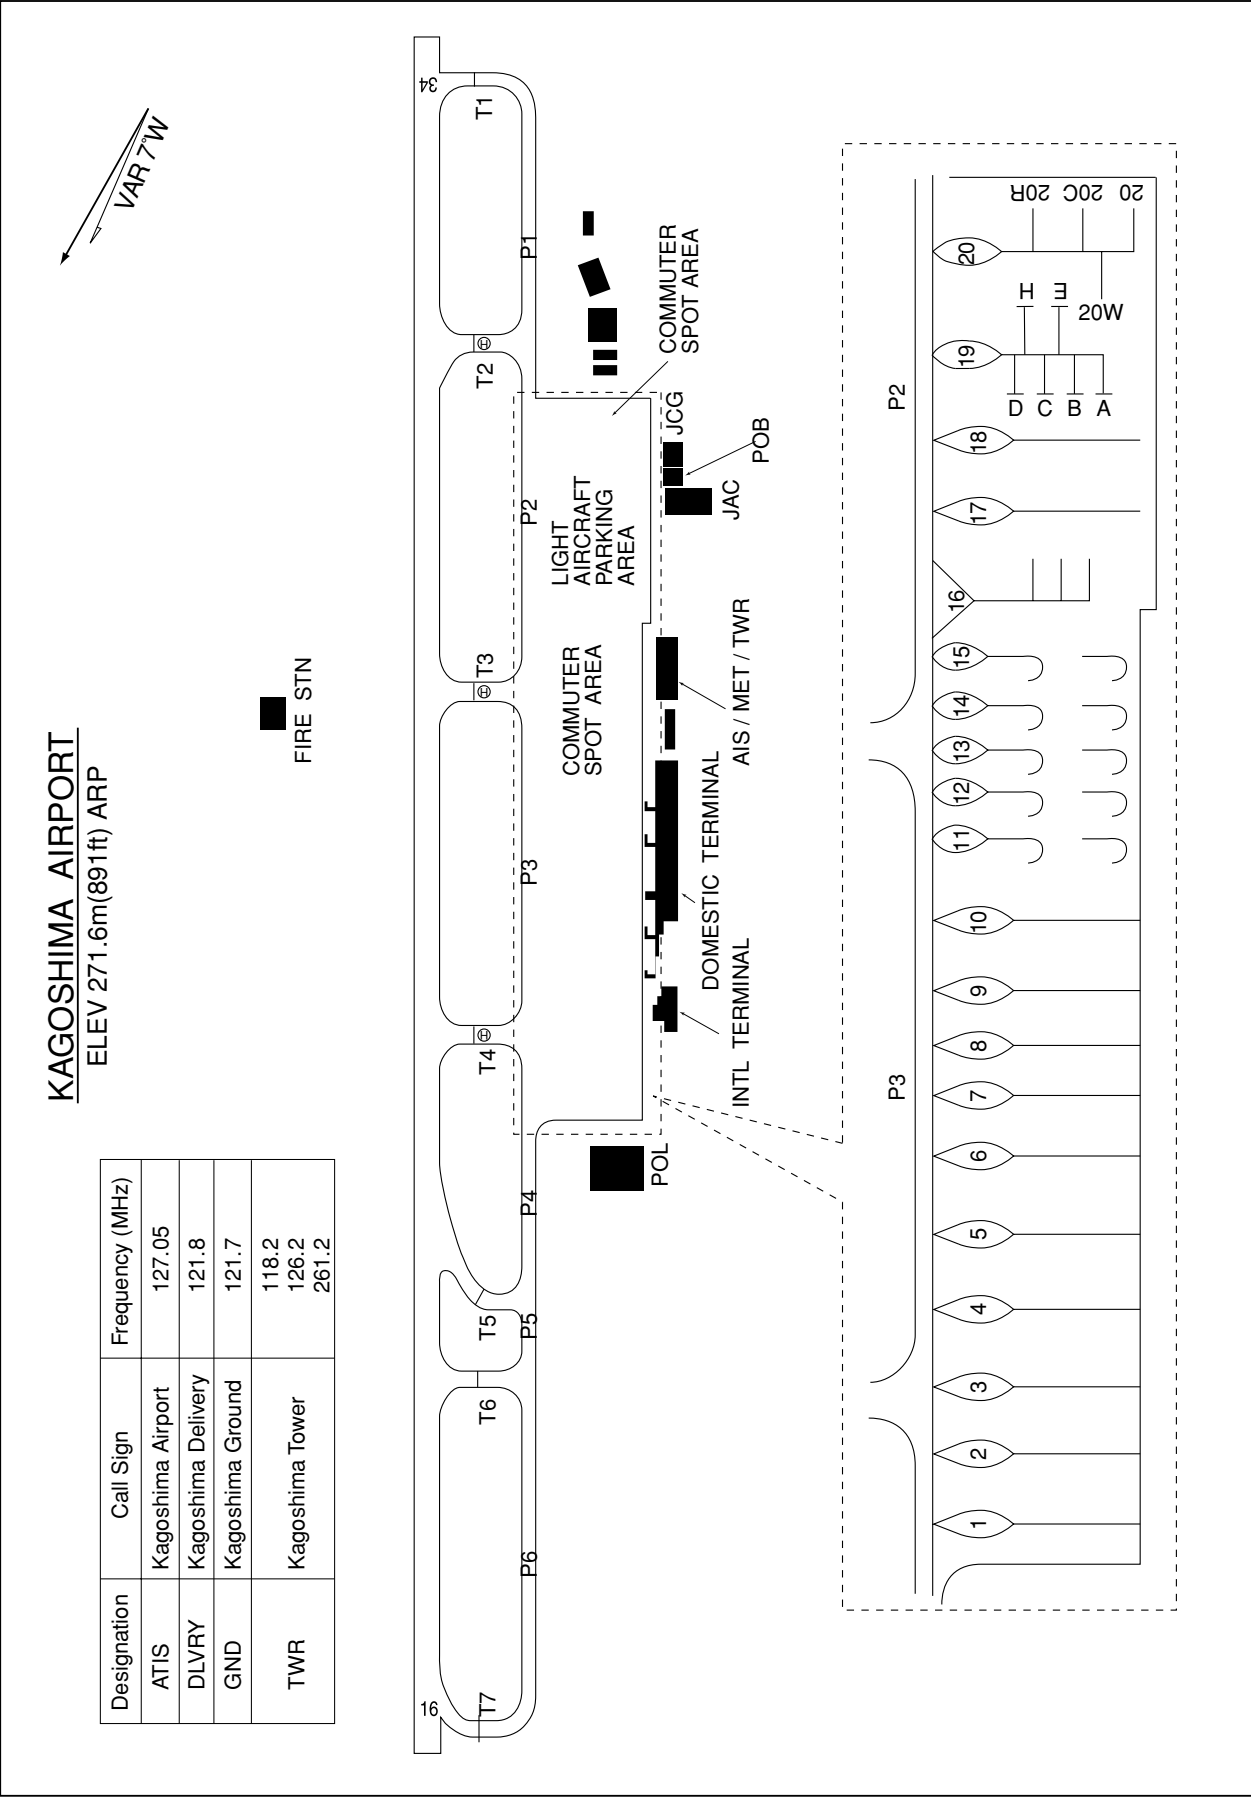 KAGOSHIMA AIRPORT
ELEV 271.6m(891ft) ARP
VAR 7°W
Designation Call Sign Frequency (MHz)
ATIS Kagoshima Airport 127.05
DLVRY Kagoshima Delivery 121.8
GND Kagoshima Ground 121.7
TWR Kagoshima Tower 118.2
126.2
261.2
FIRE STN
16
34
T7
T6
T5
T4
T3
T2
T1
H
H
H
P6
P5
P4
P3
P2
P1
COMMUTER
SPOT AREA
LIGHT
AIRCRAFT
PARKING
AREA
COMMUTER
SPOT AREA
POL
INTL TERMINAL
DOMESTIC TERMINAL
AIS / MET / TWR
JAC
POB
JCG
P3
P2
1
2
3
4
5
6
7
8
9
10
11
12
13
14
15
16
17
18
19
20
D
C
B
A
H
E
20W
20R
20C
20